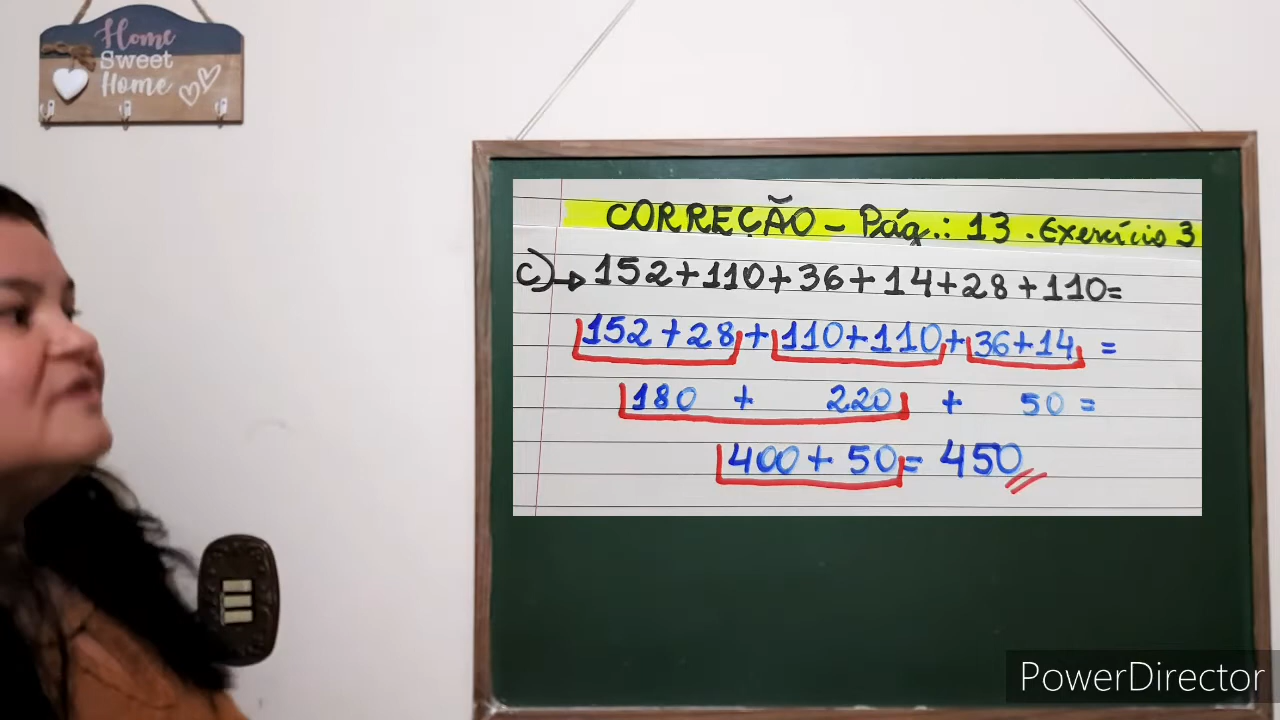 Home
Sweet
Home
CORREÇÃO - Pág.: 13. Exercício 3
c)→ 152+110+36+14+28+110=
152+28+110+110+36+14 =
180 + 220 + 50 =
400 + 50 = 450
PowerDirector